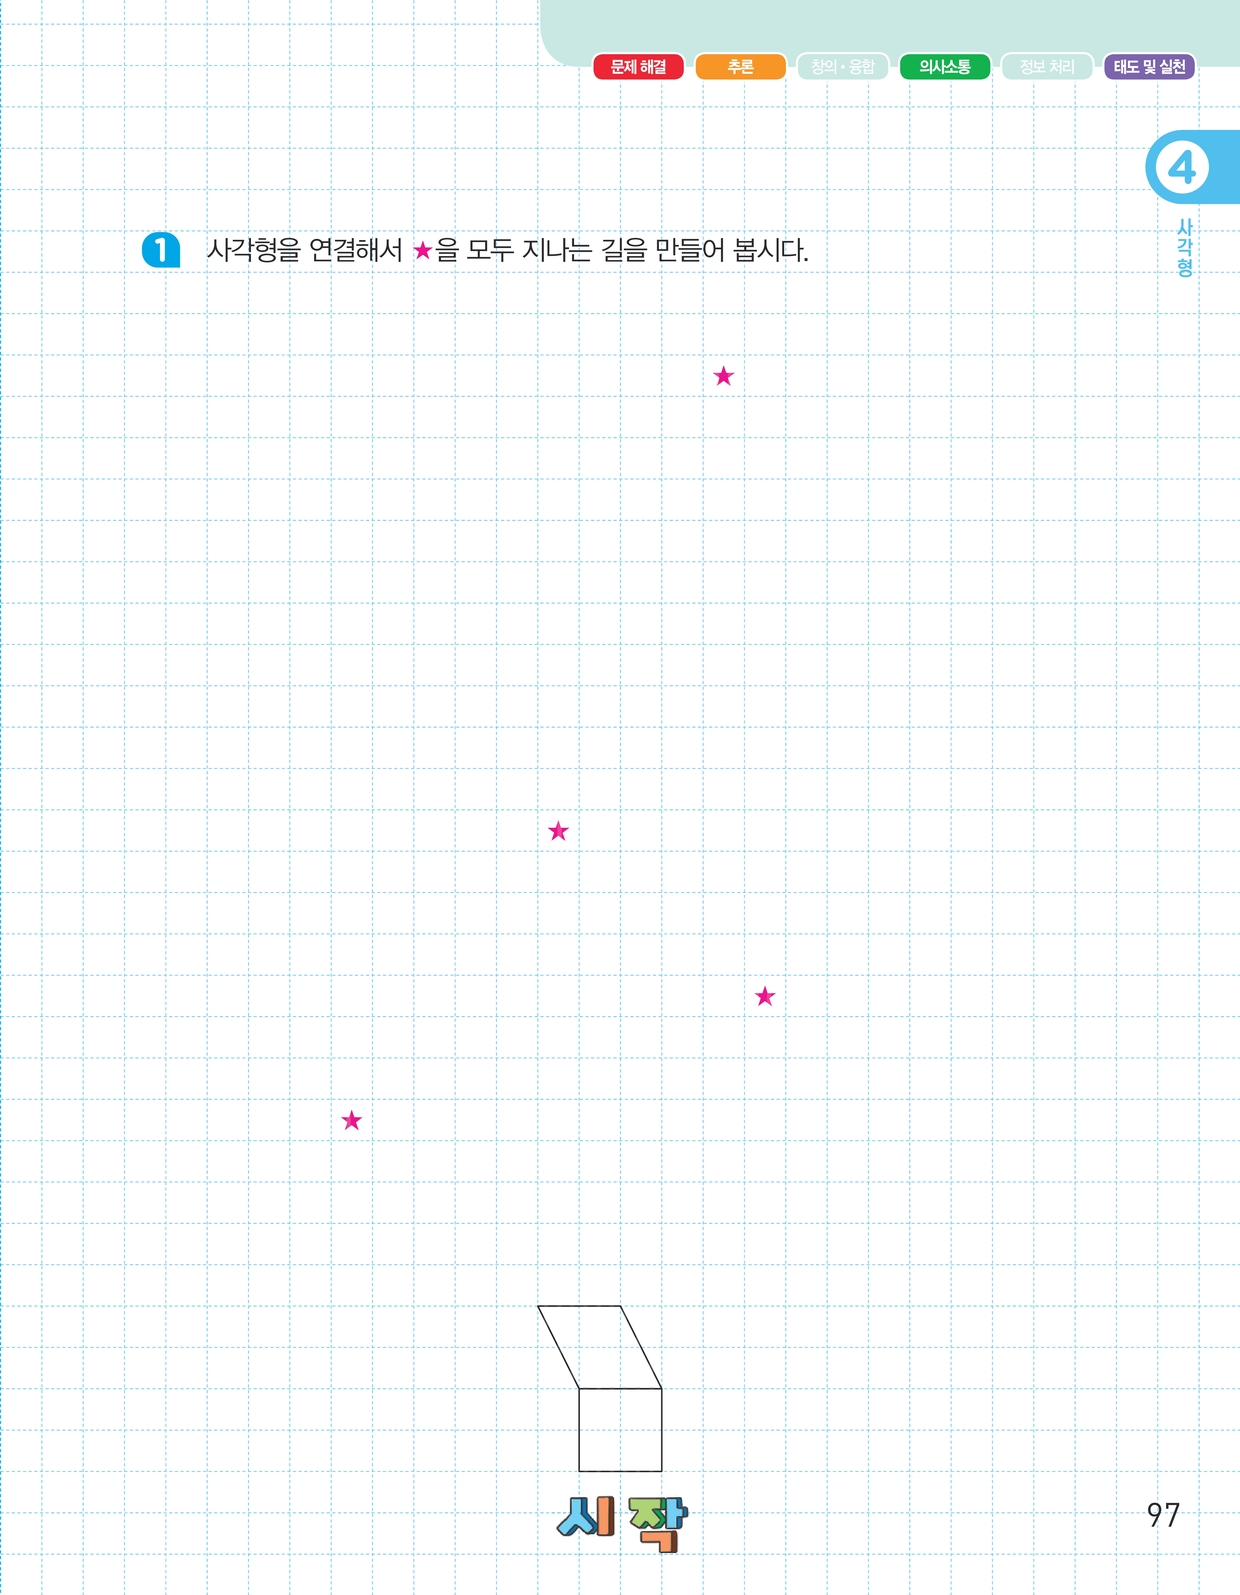 문제 해결 추론 창의·융합 의사소통 정보 처리 태도 및 실천
4
사각형
1 사각형을 연결해서 ★을 모두 지나는 길을 만들어 봅시다.
시작
97